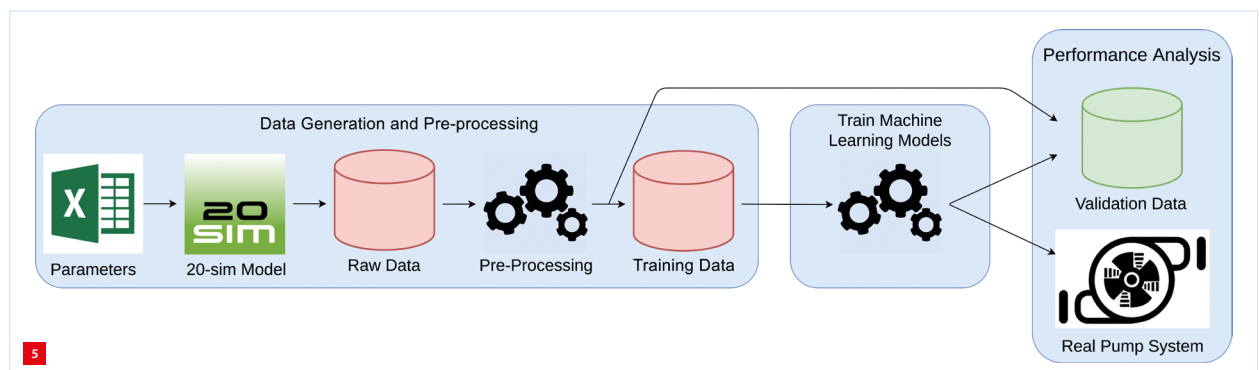 Performance Analysis
Data Generation and Pre-processing
Train Machine
Learning Models
X
20
SIM
Parameters
20-sim Model
Raw Data
Pre-Processing
Training Data
Validation Data
Real Pump System
5